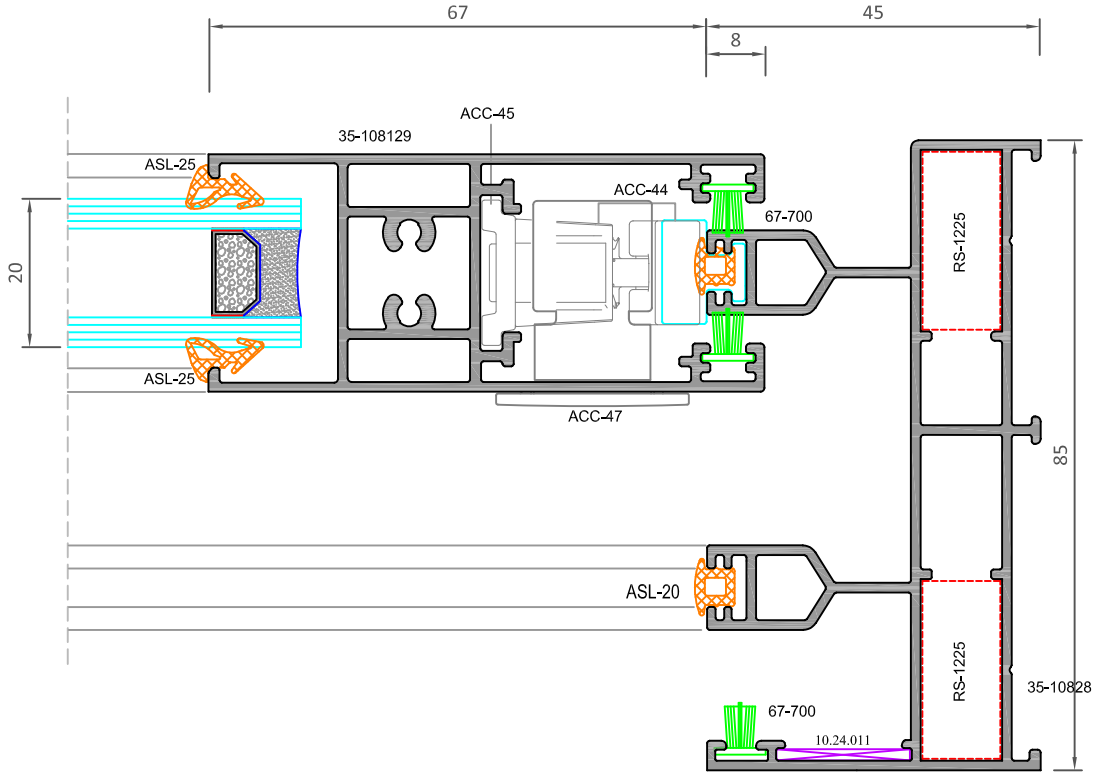 67
45
8
ACC-45
35-108129
ASL-25
ACC-44
67-700
RS-1225
20
ASL-25
ACC-47
85
ASL-20
RS-1225
35-10828
67-700
10.24.011